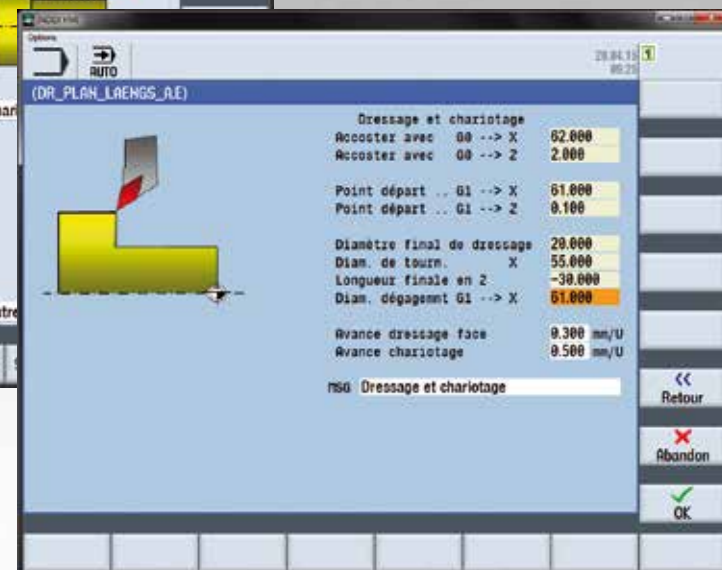 Options
AUTO
28.04.15
09:25
1
(DR_PLAN_LAENGS_A.E)
Dressage et chariotage
Accoster avec G0 --> X 62.000
Accoster avec G0 --> Z 2.000
Point départ .. G1 --> X 61.000
Point départ .. G1 --> Z 0.100
Diamètre final de dressage 20.000
Diam. de tourn. X 55.000
Longueur finale en Z -30.000
Diam. dégagemnt G1 --> X 61.000
Avance dressage face 0.300 mm/U
Avance chariotage 0.500 mm/U
MSG Dressage et chariotage
<<
Retour
Abandon
OK